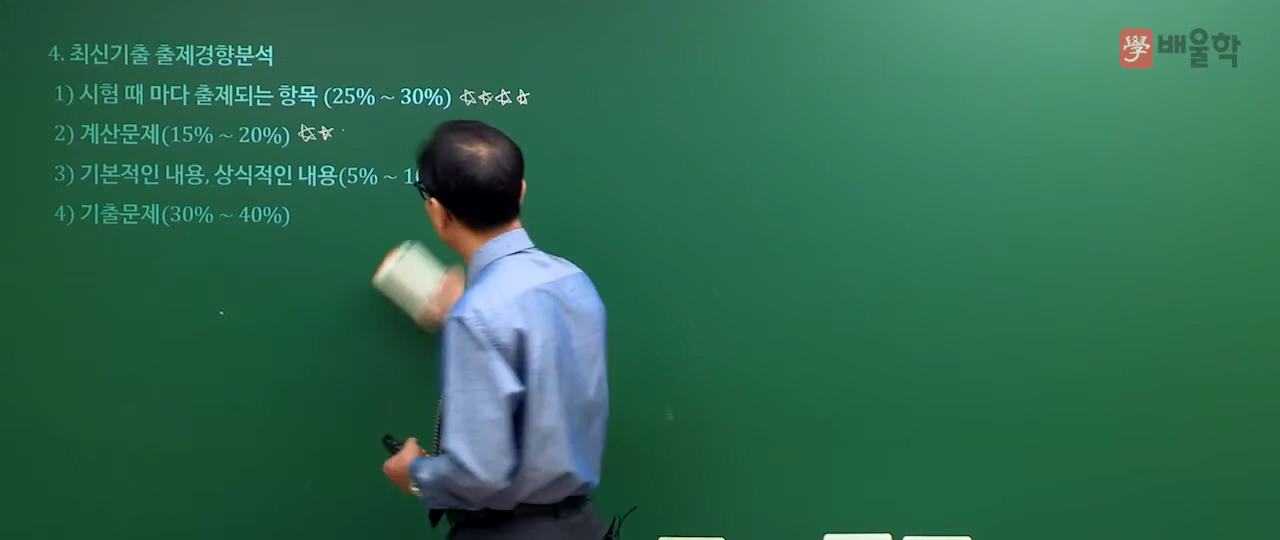 4. 최신기출 출제경향분석
1) 시험 때 마다 출제되는 항목 (25% ~ 30%) ☆☆☆☆
2) 계산문제(15% ~ 20%) ☆☆
3) 기본적인 내용, 상식적인 내용(5% ~
4) 기출문제(30% ~ 40%)
學 배울학